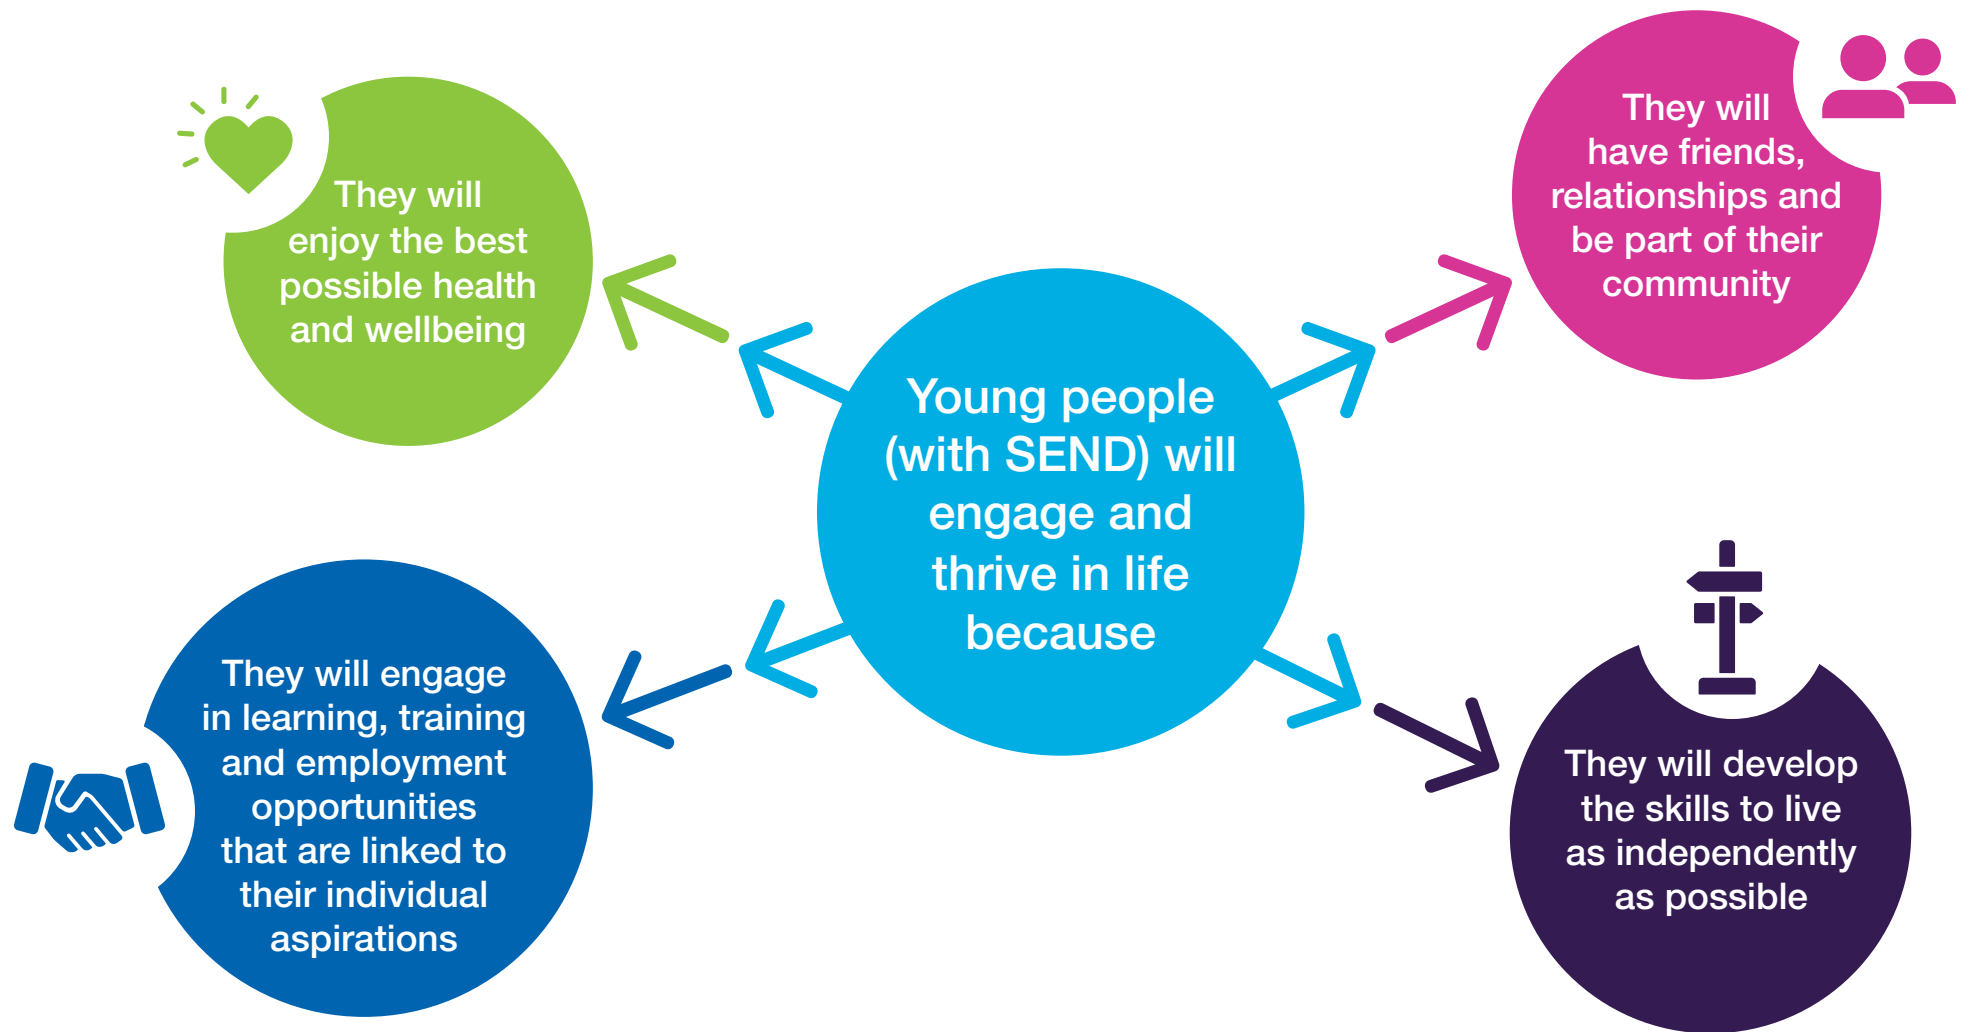 They will
enjoy the best
possible health
and wellbeing
They will
have friends,
relationships and
be part of their
community
Young people
(with SEND) will
engage and
thrive in life
because
They will engage
in learning, training
and employment
opportunities
that are linked to
their individual
aspirations
They will develop
the skills to live
as independently
as possible